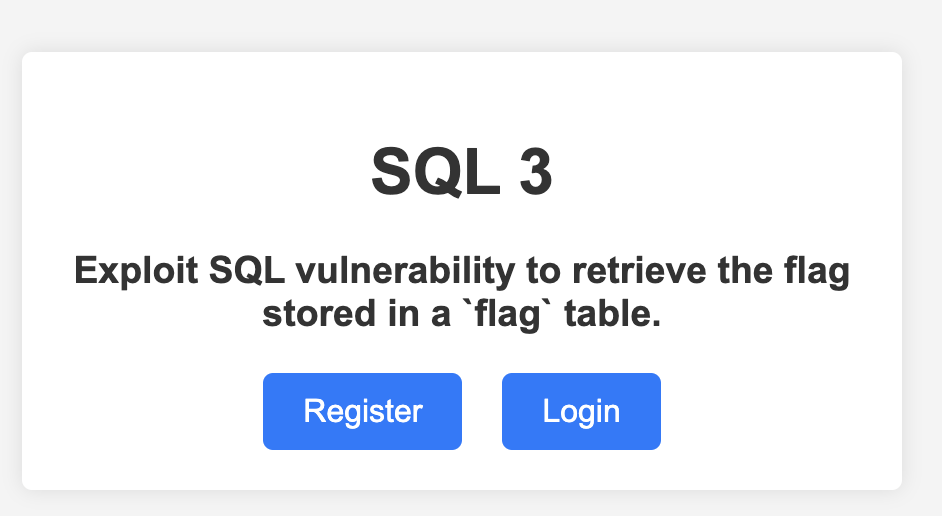 SQL 3
Exploit SQL vulnerability to retrieve the flag
stored in a `flag` table.
Register Login